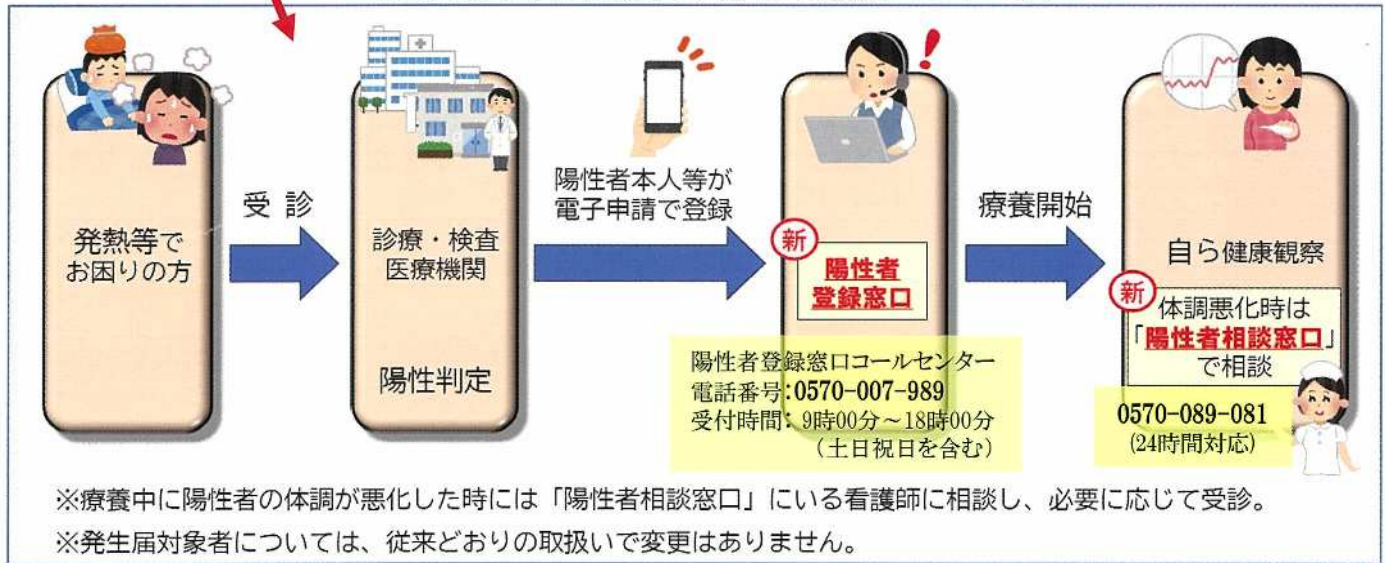 発熱等で
お困りの方
受 診
診療・検査
医療機関
陽性判定
陽性者本人等が
電子申請で登録
新
陽性者
登録窓口
陽性者登録窓口コールセンター
電話番号:0570-007-989
受付時間: 9時00分～18時00分
(土日祝日を含む)
療養開始
自ら健康観察
新
体調悪化時は
「陽性者相談窓口」
で相談
0570-089-081
(24時間対応)
※療養中に陽性者の体調が悪化した時には「陽性者相談窓口」にいる看護師に相談し、必要に応じて受診。
※発生届対象者については、従来どおりの取扱いで変更はありません。